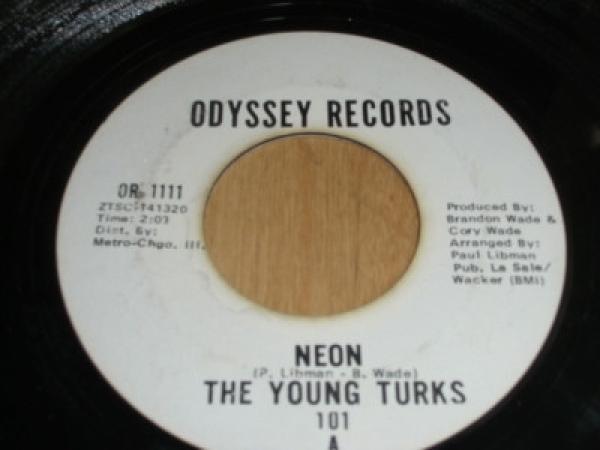 ODYSSEY RECORDS
OR 1111
ZTSC-141320
Time: 2:03
Dist. By:
Metro-Chgo. Ill.
Produced By:
Brandon Wade &
Cory Wade
Arranged By:
Paul Libman
Pub. La Sale/
Wacker (BMI)
NEON
(P. Libman - B. Wade)
THE YOUNG TURKS
101
A